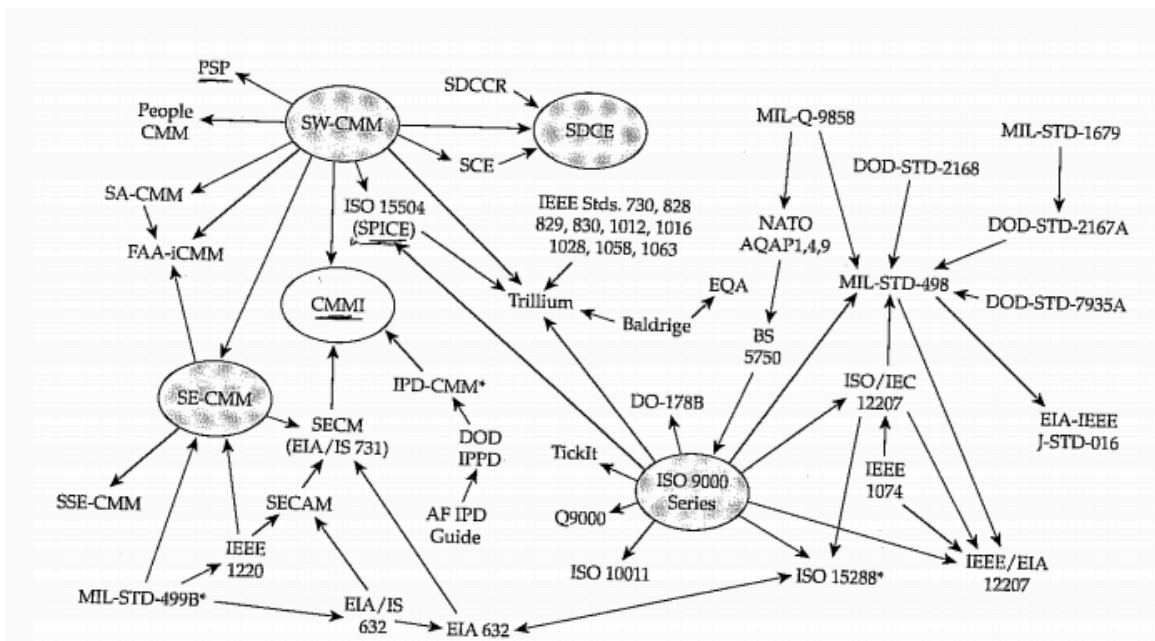 PSP
SDCCR
People
CMM
SW-CMM
SDCE
MIL-Q-9858
MIL-STD-1679
SCE
DOD-STD-2168
SA-CMM
ISO 15504
(SPICE)
IEEE Stds. 730, 828
829, 830, 1012, 1016
1028, 1058, 1063
NATO
AQAP1,4,9
DOD-STD-2167A
FAA-iCMM
CMMI
Trillium
EQA
MIL-STD-498
DOD-STD-7935A
Baldrige
BS
5750
SE-CMM
IPD-CMM*
DO-178B
ISO/IEC
12207
SECM
(EIA/IS 731)
DOD
IPPD
EIA-IEEE
J-STD-016
TickIt
ISO 9000
Series
IEEE
1074
SSE-CMM
SECAM
AF IPD
Guide
Q9000
IEEE
1220
ISO 10011
ISO 15288*
IEEE/EIA
12207
MIL-STD-499B*
EIA/IS
632
EIA 632